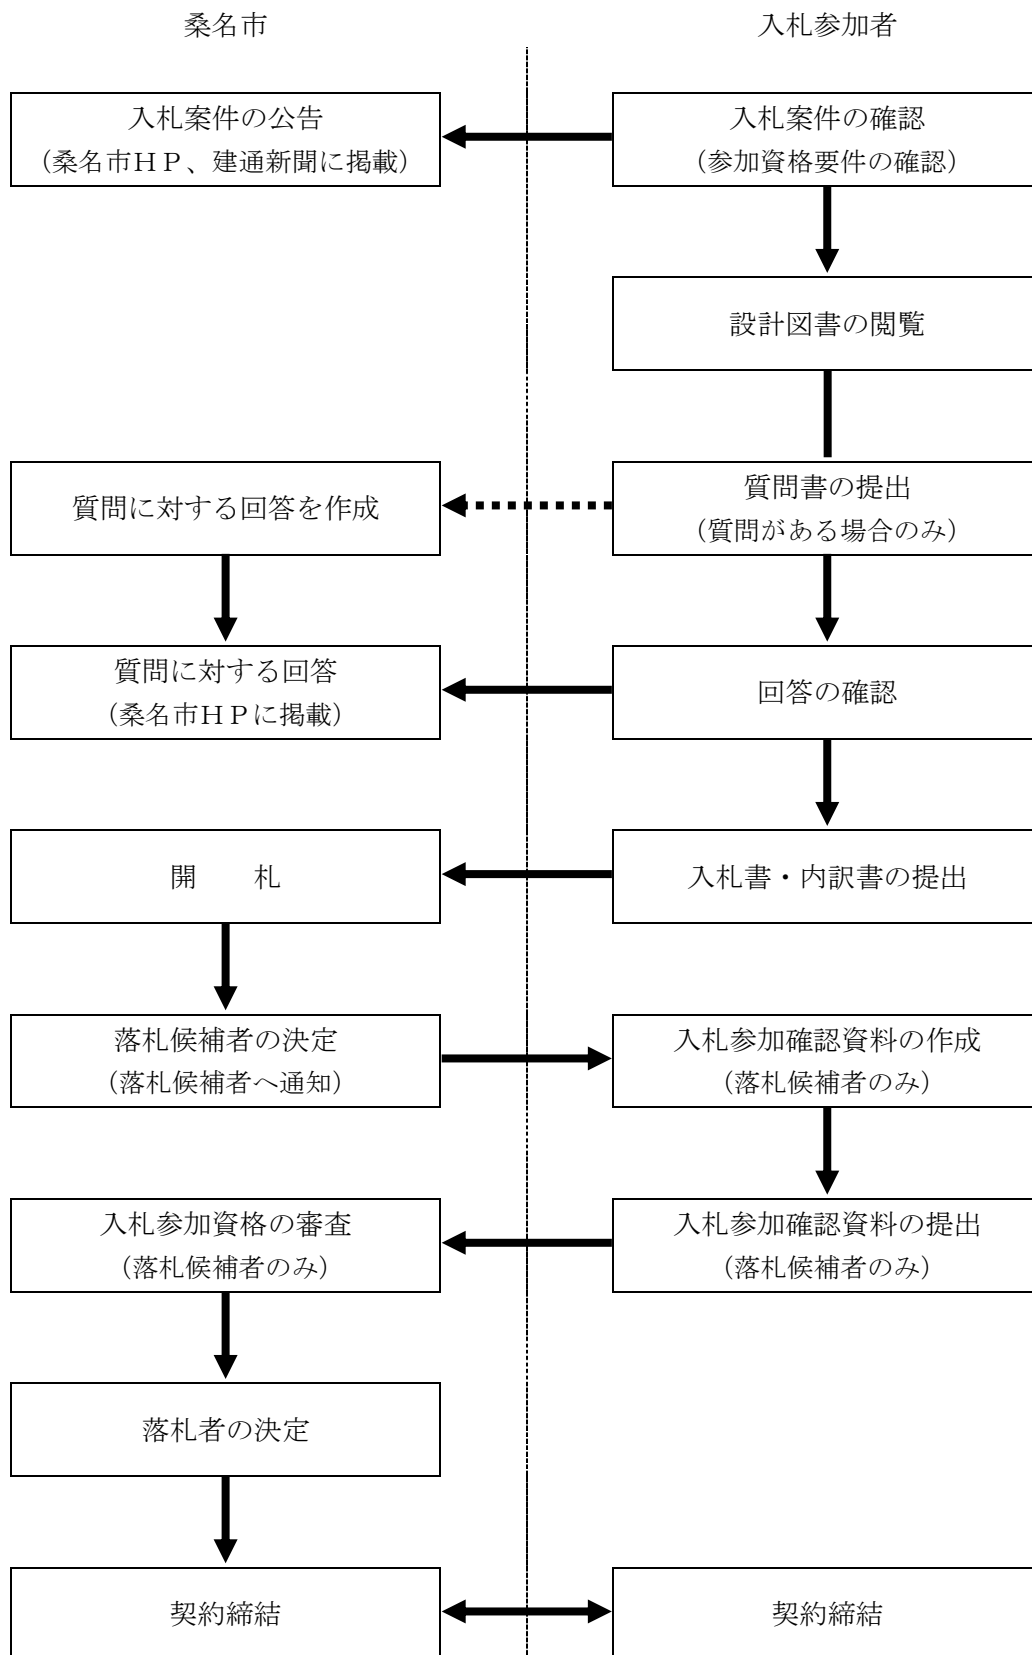 桑名市
入札参加者
入札案件の公告
（桑名市ＨＰ、建通新聞に掲載）
入札案件の確認
（参加資格要件の確認）
設計図書の閲覧
質問に対する回答を作成
質問書の提出
（質問がある場合のみ）
質問に対する回答
（桑名市ＨＰに掲載）
回答の確認
開　　札
入札書・内訳書の提出
落札候補者の決定
（落札候補者へ通知）
入札参加確認資料の作成
（落札候補者のみ）
入札参加資格の審査
（落札候補者のみ）
入札参加確認資料の提出
（落札候補者のみ）
落札者の決定
契約締結
契約締結